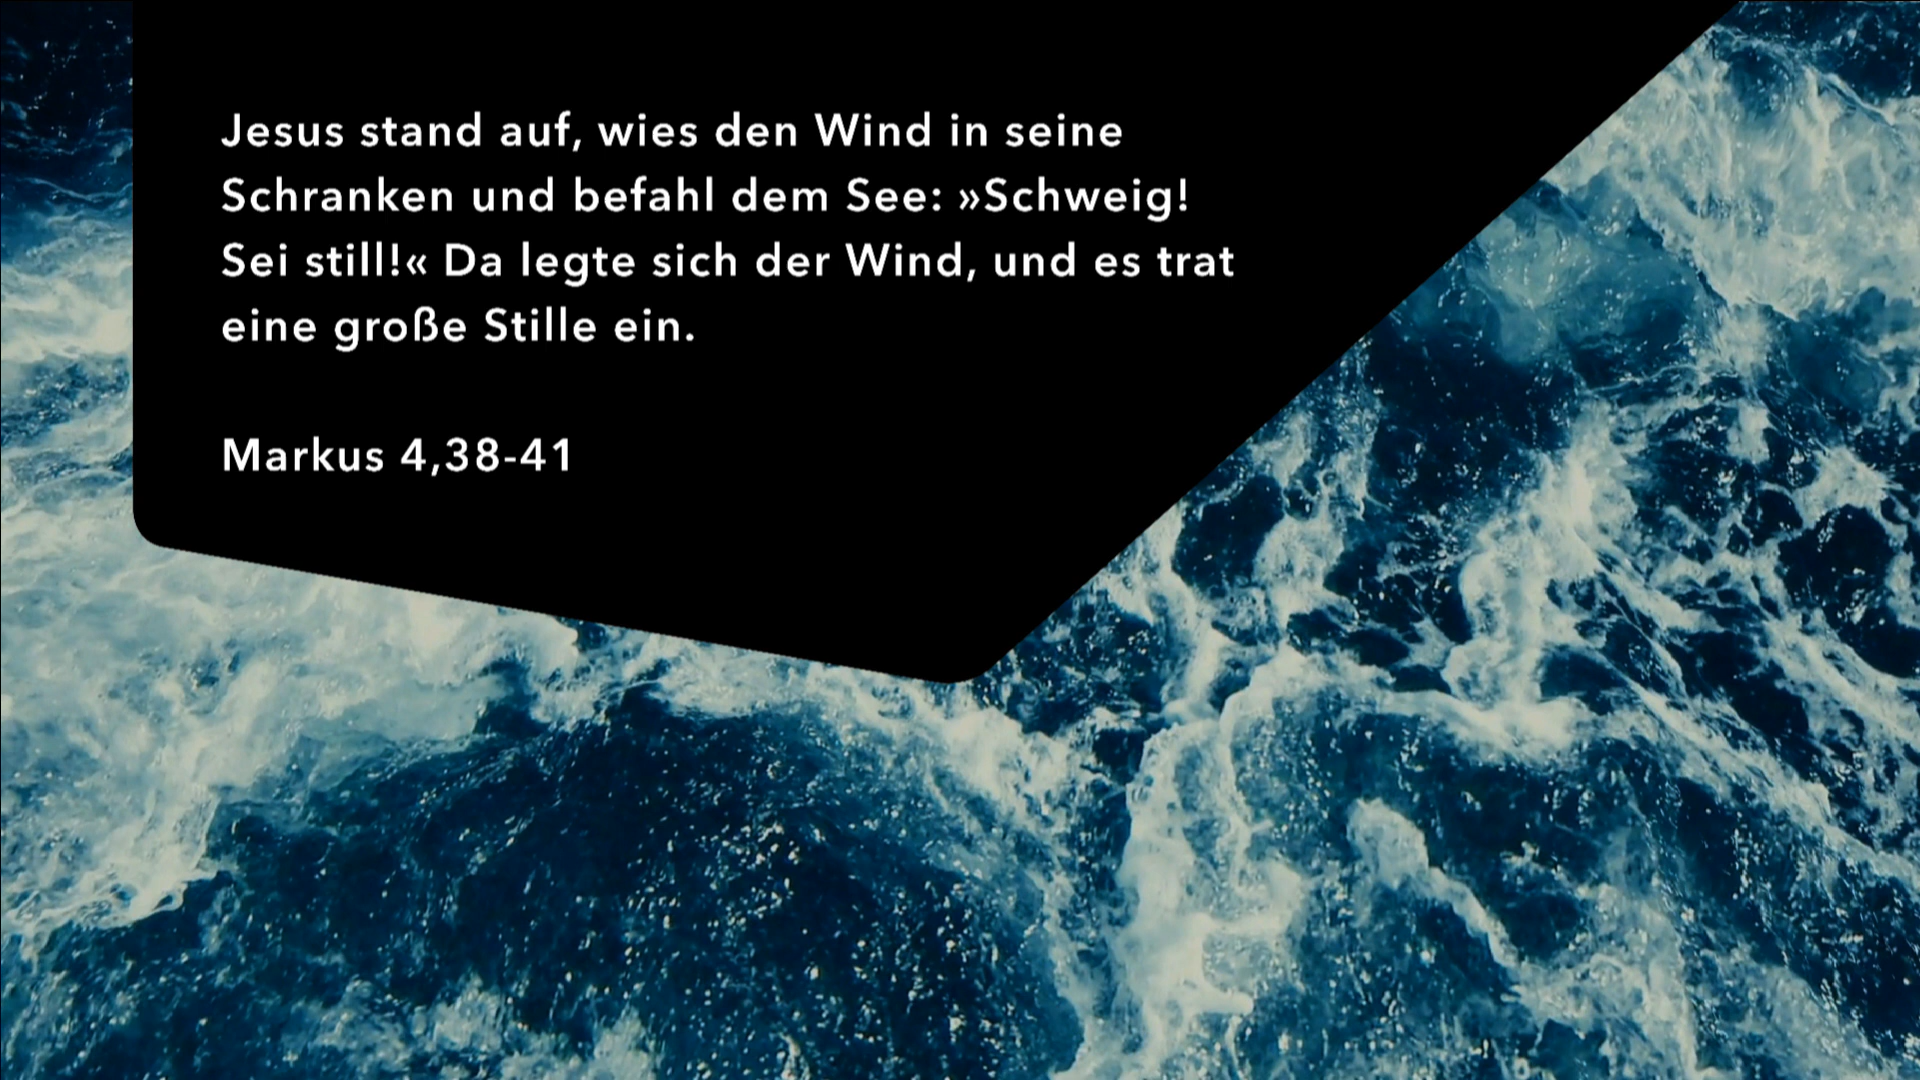 Jesus stand auf, wies den Wind in seine
Schranken und befahl dem See: »Schweig!
Sei still!« Da legte sich der Wind, und es trat
eine große Stille ein.
Markus 4,38-41